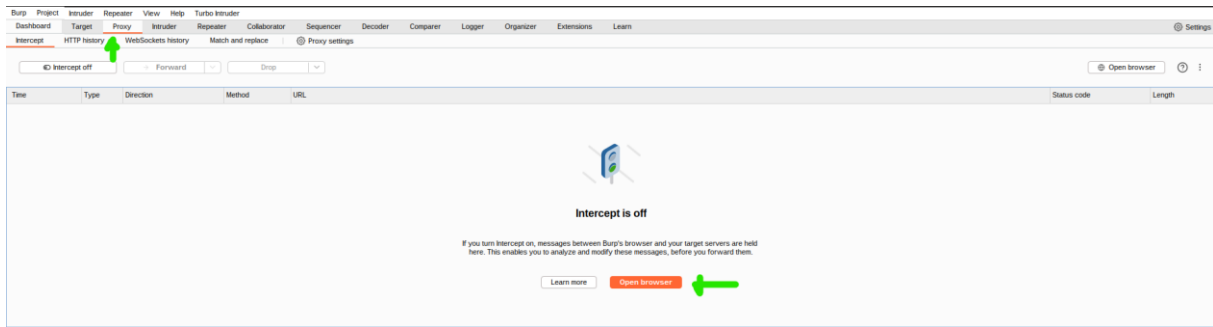 Burp Project Intruder Repeater View Help Turbo Intruder
Dashboard Target Proxy Intruder Repeater Collaborator Sequencer Decoder Comparer Logger Organizer Extensions Learn Settings
Intercept HTTP history WebSockets history Match and replace Proxy settings
Intercept off Forward Drop Open browser
Time Type Direction Method URL Status code Length
Intercept is off
If you turn Intercept on, messages between Burp's browser and your target servers are held
here. This enables you to analyze and modify these messages, before you forward them.
Learn more Open browser